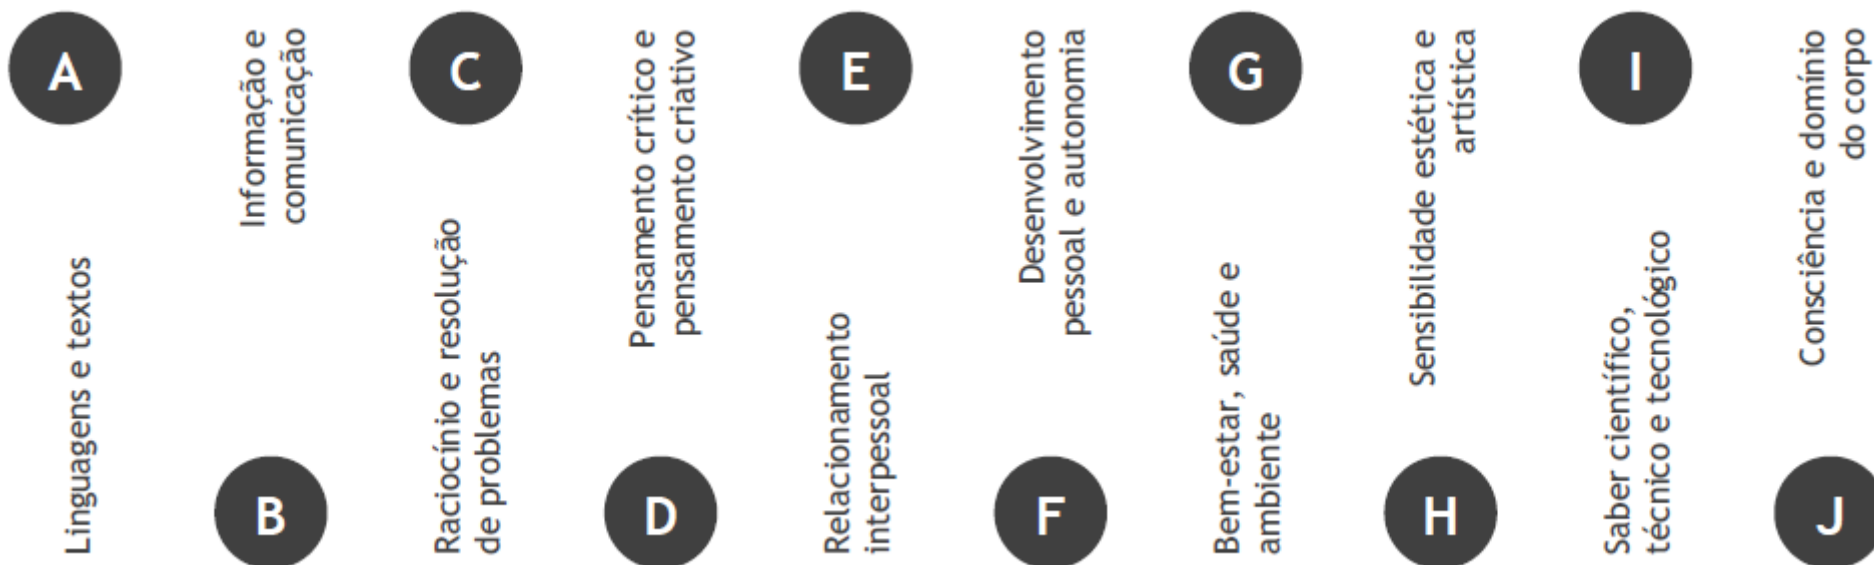 A
Linguagens e textos
B
Informação e
comunicação
C
Raciocínio e resolução
de problemas
D
Pensamento crítico e
pensamento criativo
E
Relacionamento
interpessoal
F
Desenvolvimento
pessoal e autonomia
G
Bem-estar, saúde e
ambiente
H
Sensibilidade estética e
artística
I
Saber científico,
técnico e tecnológico
J
Consciência e domínio
do corpo